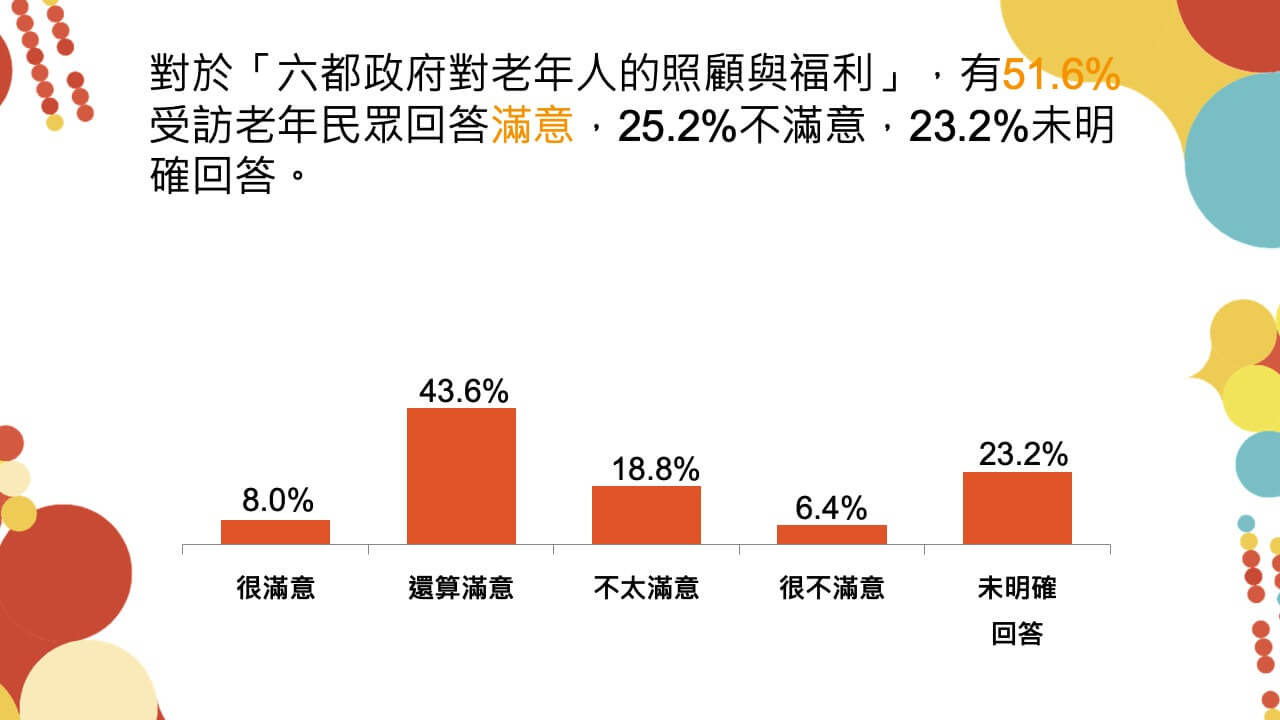 對於「六都政府對老年人的照顧與福利」，有51.6%
受訪老年民眾回答滿意，25.2%不滿意，23.2%未明
確回答。
43.6%
23.2%
18.8%
8.0%
6.4%
很滿意 還算滿意 不太滿意 很不滿意 未明確
回答